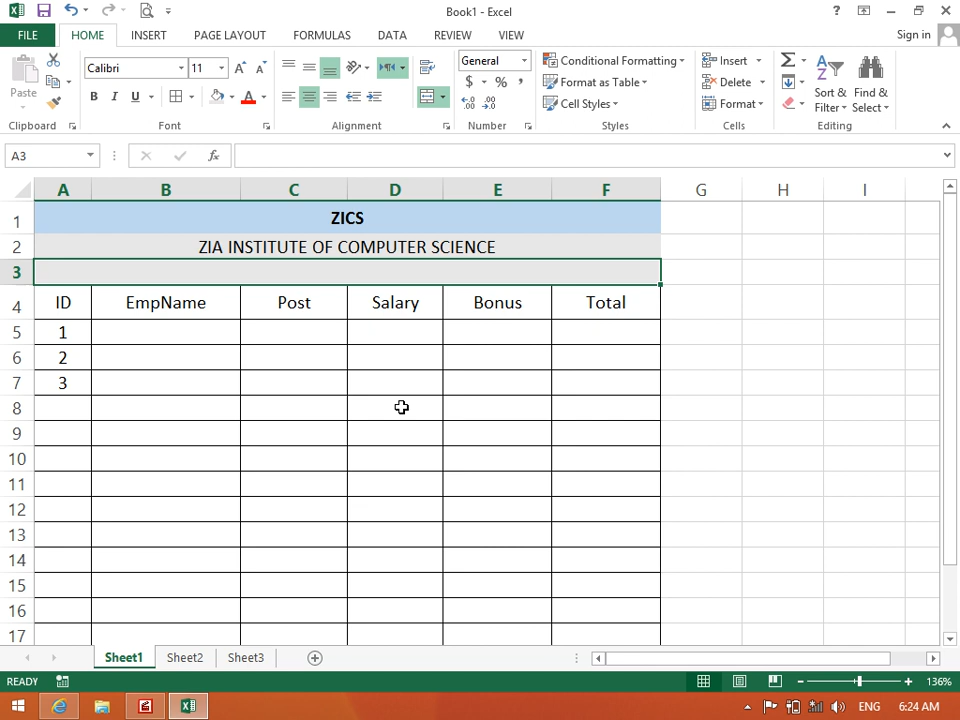 Book1 - Excel
FILE HOME INSERT PAGE LAYOUT FORMULAS DATA REVIEW VIEW Sign in
Paste Calibri 11 General Conditional Formatting Insert Sort & Find &
Format as Table Delete Filter Select
B I U $ % , Cell Styles Format
Clipboard Font Alignment Number Styles Cells Editing
A3 fx
A B C D E F G H I
1 ZICS
2 ZIA INSTITUTE OF COMPUTER SCIENCE
3
4 ID EmpName Post Salary Bonus Total
5 1
6 2
7 3
8
9
10
11
12
13
14
15
16
17
Sheet1 Sheet2 Sheet3
READY 136%
ENG 6:24 AM